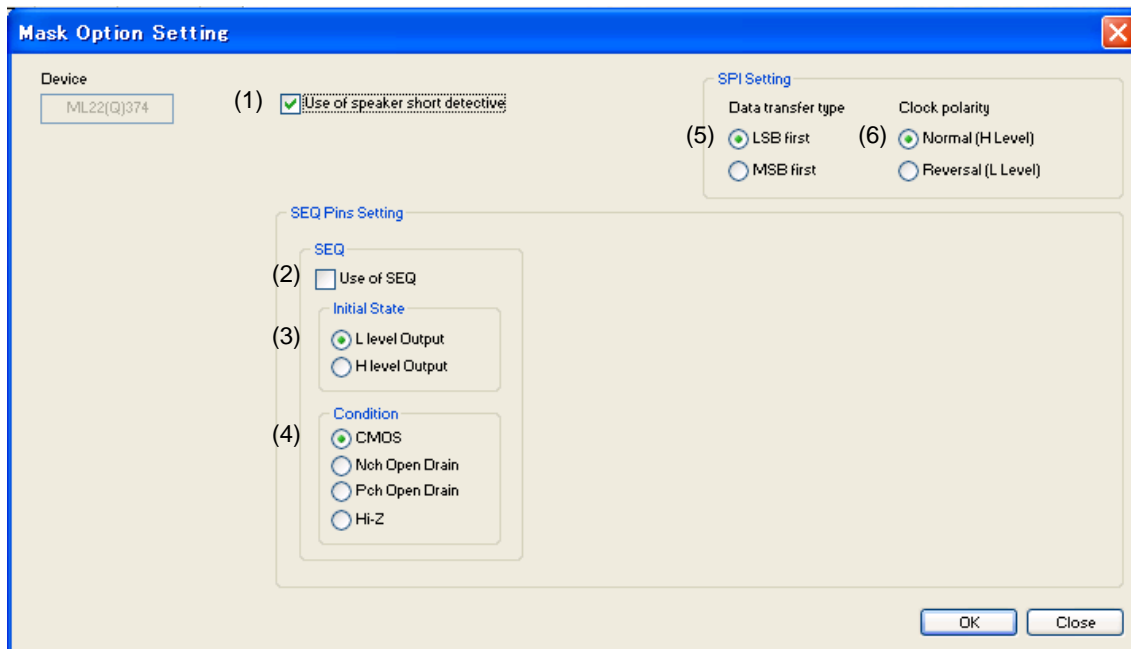 Mask Option Setting
Device
ML22(Q)374
(1) Use of speaker short detective
SPI Setting
Data transfer type Clock polarity
(5) LSB first (6) Normal (H Level)
MSB first Reversal (L Level)
SEQ Pins Setting
SEQ
(2) Use of SEQ
Initial State
(3) L level Output
H level Output
Condition
(4) CMOS
Nch Open Drain
Pch Open Drain
Hi-Z
OK Close